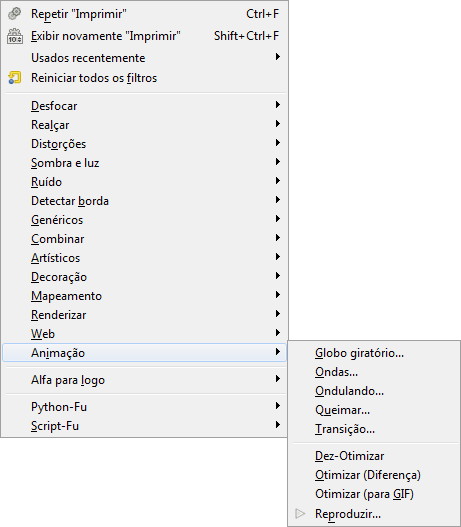 Repetir "Imprimir" Ctrl+F
Exibir novamente "Imprimir" Shift+Ctrl+F
Usados recentemente
Reiniciar todos os filtros
Desfocar
Realçar
Distorções
Sombra e luz
Ruído
Detectar borda
Genéricos
Combinar
Artísticos
Decoração
Mapeamento
Renderizar
Web
Animação
Alfa para logo
Python-Fu
Script-Fu
Globo giratório...
Ondas...
Ondulando...
Queimar...
Transição...
Dez-Otimizar
Otimizar (Diferença)
Otimizar (para GIF)
Reproduzir...